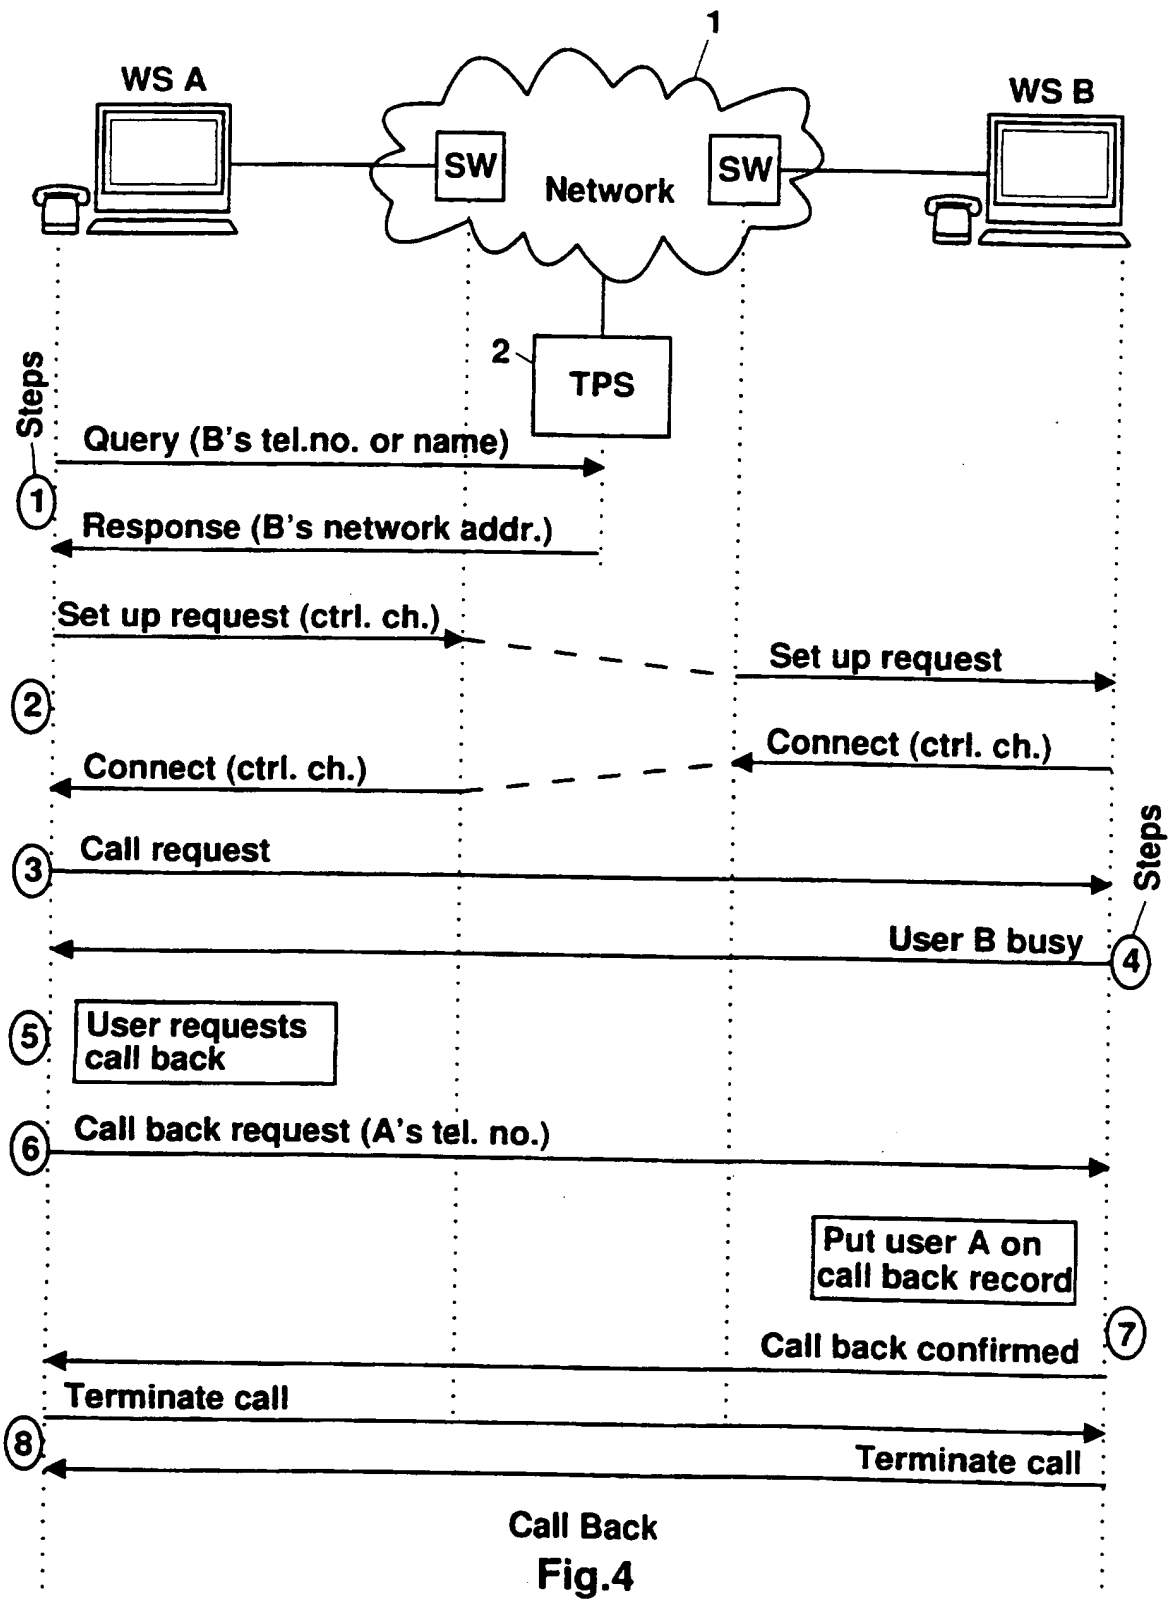 1
WS A
WS B
SW
SW
Network
2
TPS
Steps
Query (B's tel.no. or name)
1
Response (B's network addr.)
Set up request (ctrl. ch.)
Set up request
2
Connect (ctrl. ch.)
Connect (ctrl. ch.)
Steps
3
Call request
User B busy
4
5
User requests
call back
6
Call back request (A's tel. no.)
Put user A on
call back record
7
Call back confirmed
Terminate call
8
Terminate call
Call Back
Fig.4